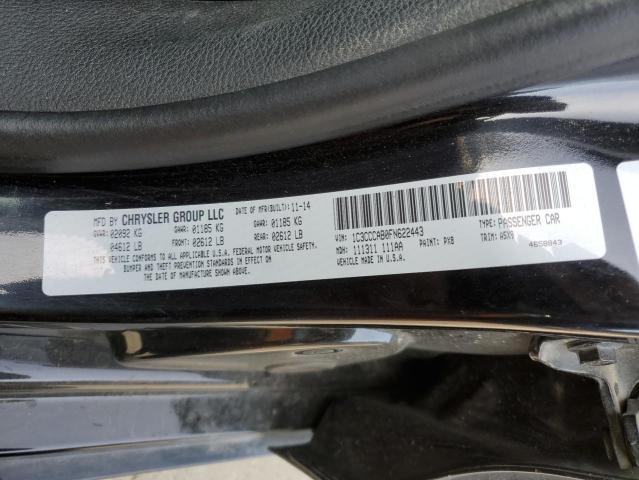 MFD BY CHRYSLER GROUP LLC DATE OF MFR(BUILT): 11-14
GVWR: 02092 KG GAWR: 01185 KG GAWR: 01185 KG
04612 LB FRONT: 02612 LB REAR: 02612 LB
THIS VEHICLE CONFORMS TO ALL APPLICABLE U.S.A. FEDERAL MOTOR VEHICLE SAFETY,
BUMPER AND THEFT PREVENTION STANDARDS IN EFFECT ON
THE DATE OF MANUFACTURE SHOWN ABOVE.
VIN: 1C3CCCAB0FN622443 TYPE: PASSENGER CAR
MDH: 111311 111AA PAINT: PX8 TRIM: A5X9
VEHICLE MADE IN U.S.A. 4658843